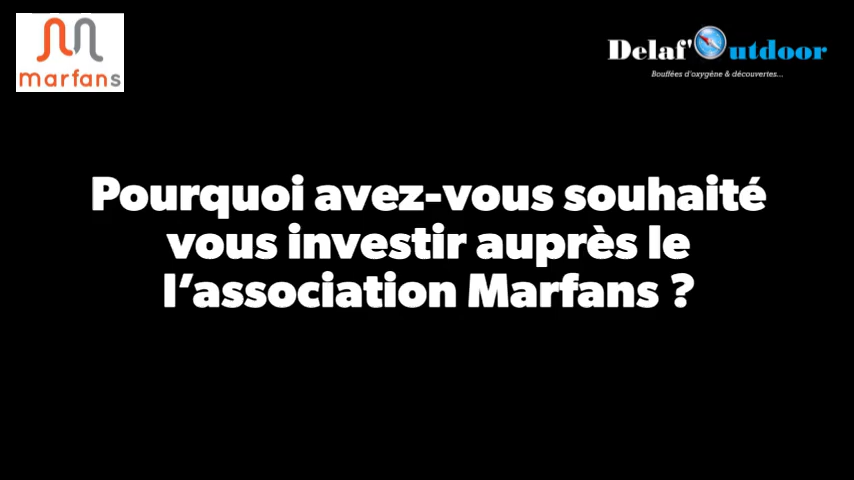 marfans
Delaf'Outdoor
Bouffées d'oxygène & découvertes...
Pourquoi avez-vous souhaité
vous investir auprès le
l'association Marfans ?